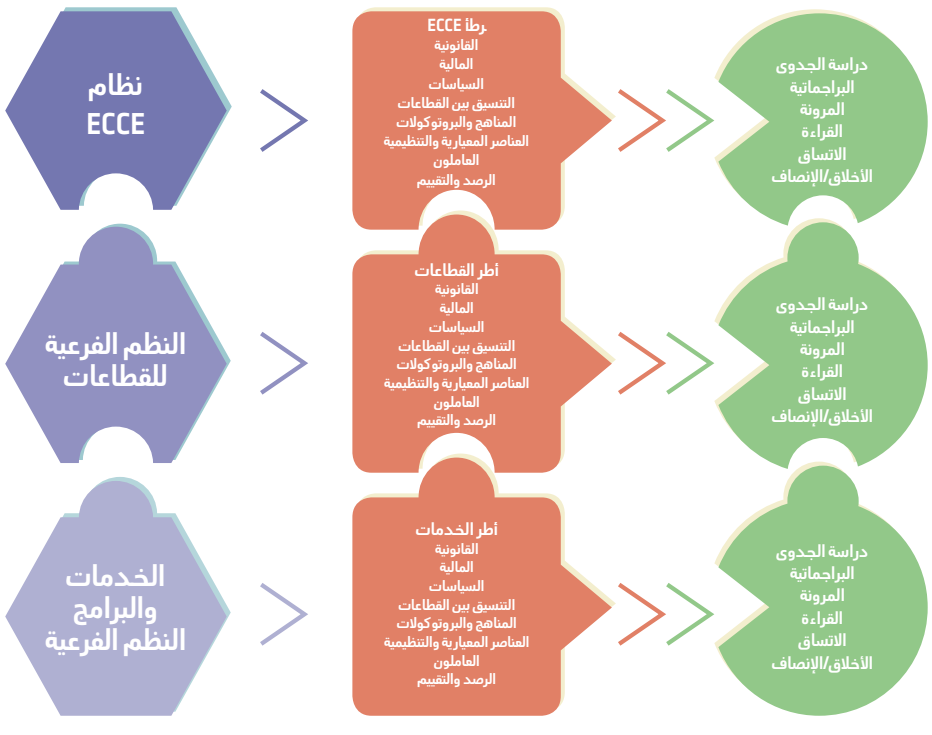 نظام
ECCE
ـرطأ ECCE
القانونية
المالية
السياسات
التنسيق بين القطاعات
المناهج والبروتوكولات
العناصر المعيارية والتنظيمية
العاملون
الرصد والتقييم
دراسة الجدوى
البراجماتية
المرونة
القراءة
الاتساق
الأخلاق/الإنصاف
النظم الفرعية
للقطاعات
أطر القطاعات
القانونية
المالية
السياسات
التنسيق بين القطاعات
المناهج والبروتوكولات
العناصر المعيارية والتنظيمية
العاملون
الرصد والتقييم
دراسة الجدوى
البراجماتية
المرونة
القراءة
الاتساق
الأخلاق/الإنصاف
الخدمات
والبرامج
النظم الفرعية
أطر الخدمات
القانونية
المالية
السياسات
التنسيق بين القطاعات
المناهج والبروتوكولات
العناصر المعيارية والتنظيمية
العاملون
الرصد والتقييم
دراسة الجدوى
البراجماتية
المرونة
القراءة
الاتساق
الأخلاق/الإنصاف